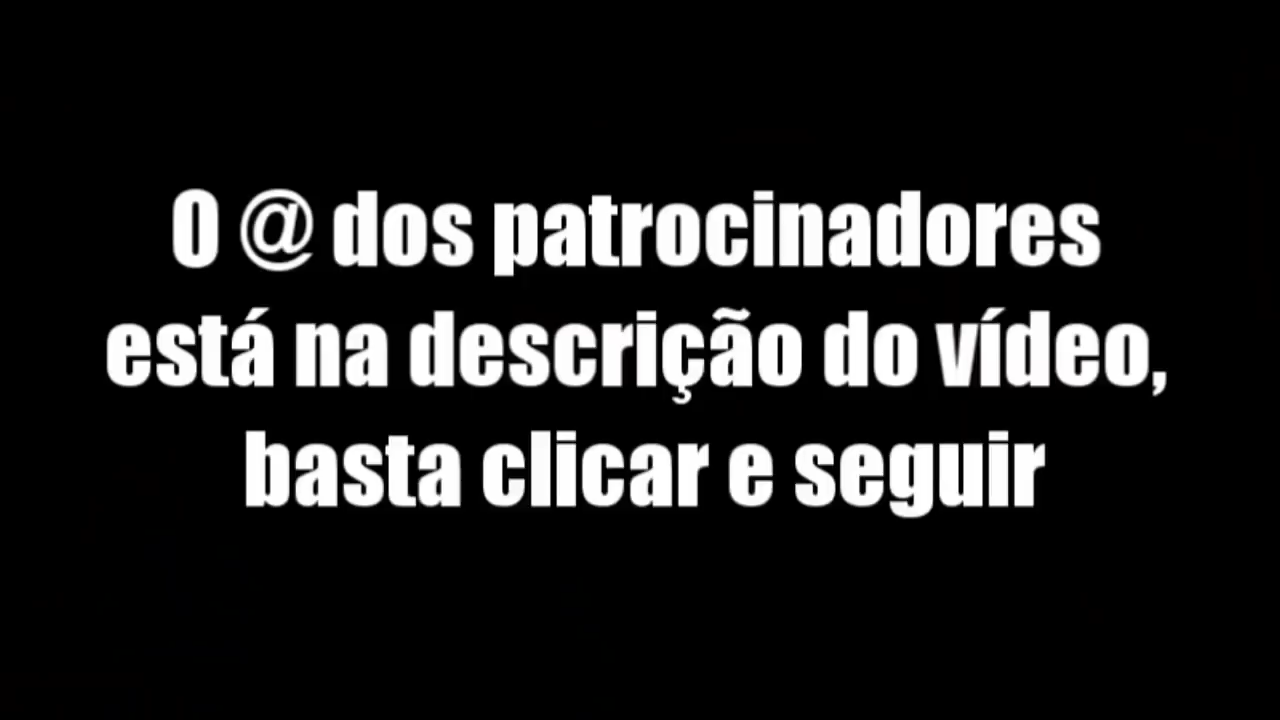 O @ dos patrocinadores
está na descrição do vídeo,
basta clicar e seguir